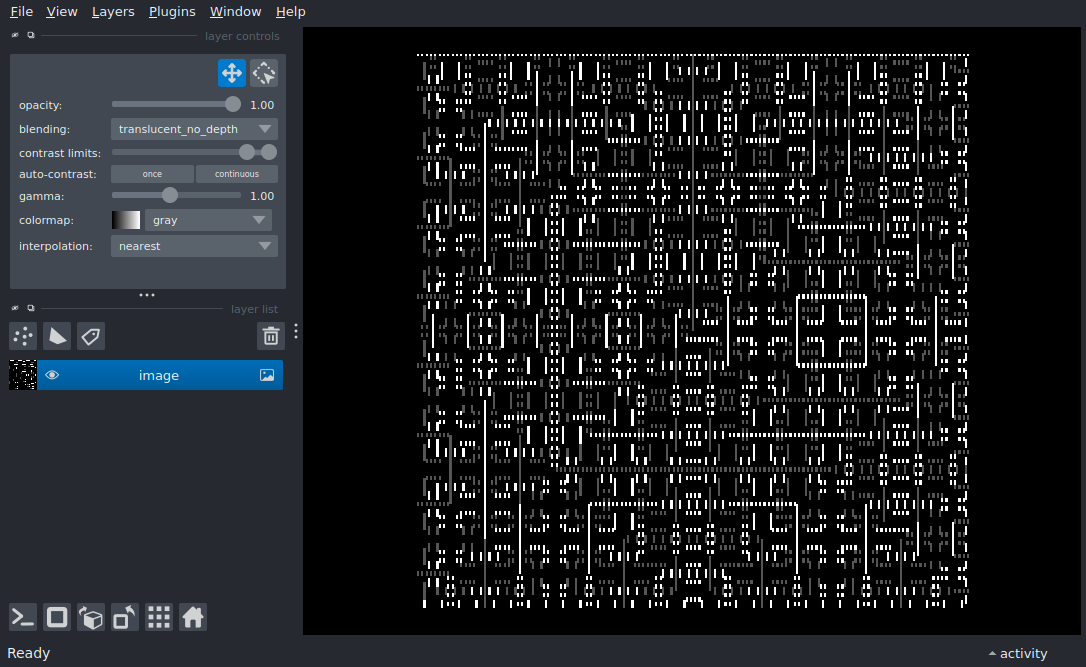 File View Layers Plugins Window Help
layer controls
opacity: 1.00
blending: translucent_no_depth
contrast limits:
auto-contrast: once continuous
gamma: 1.00
colormap: gray
interpolation: nearest
layer list
image
Ready
activity